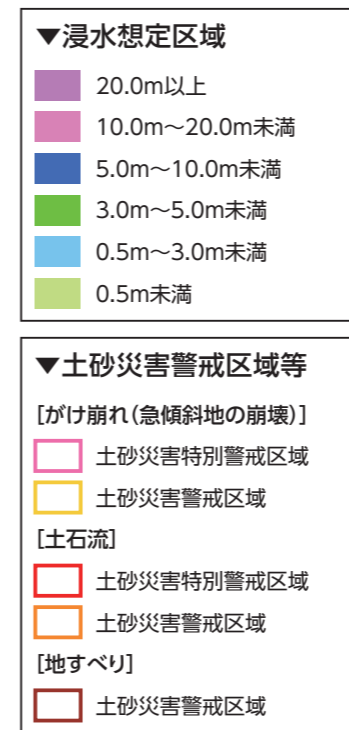 ▼浸水想定区域
20.0m以上
10.0m～20.0m未満
5.0m～10.0m未満
3.0m～5.0m未満
0.5m～3.0m未満
0.5m未満
▼土砂災害警戒区域等
[がけ崩れ(急傾斜地の崩壊)]
土砂災害特別警戒区域
土砂災害警戒区域
[土石流]
土砂災害特別警戒区域
土砂災害警戒区域
[地すべり]
土砂災害警戒区域